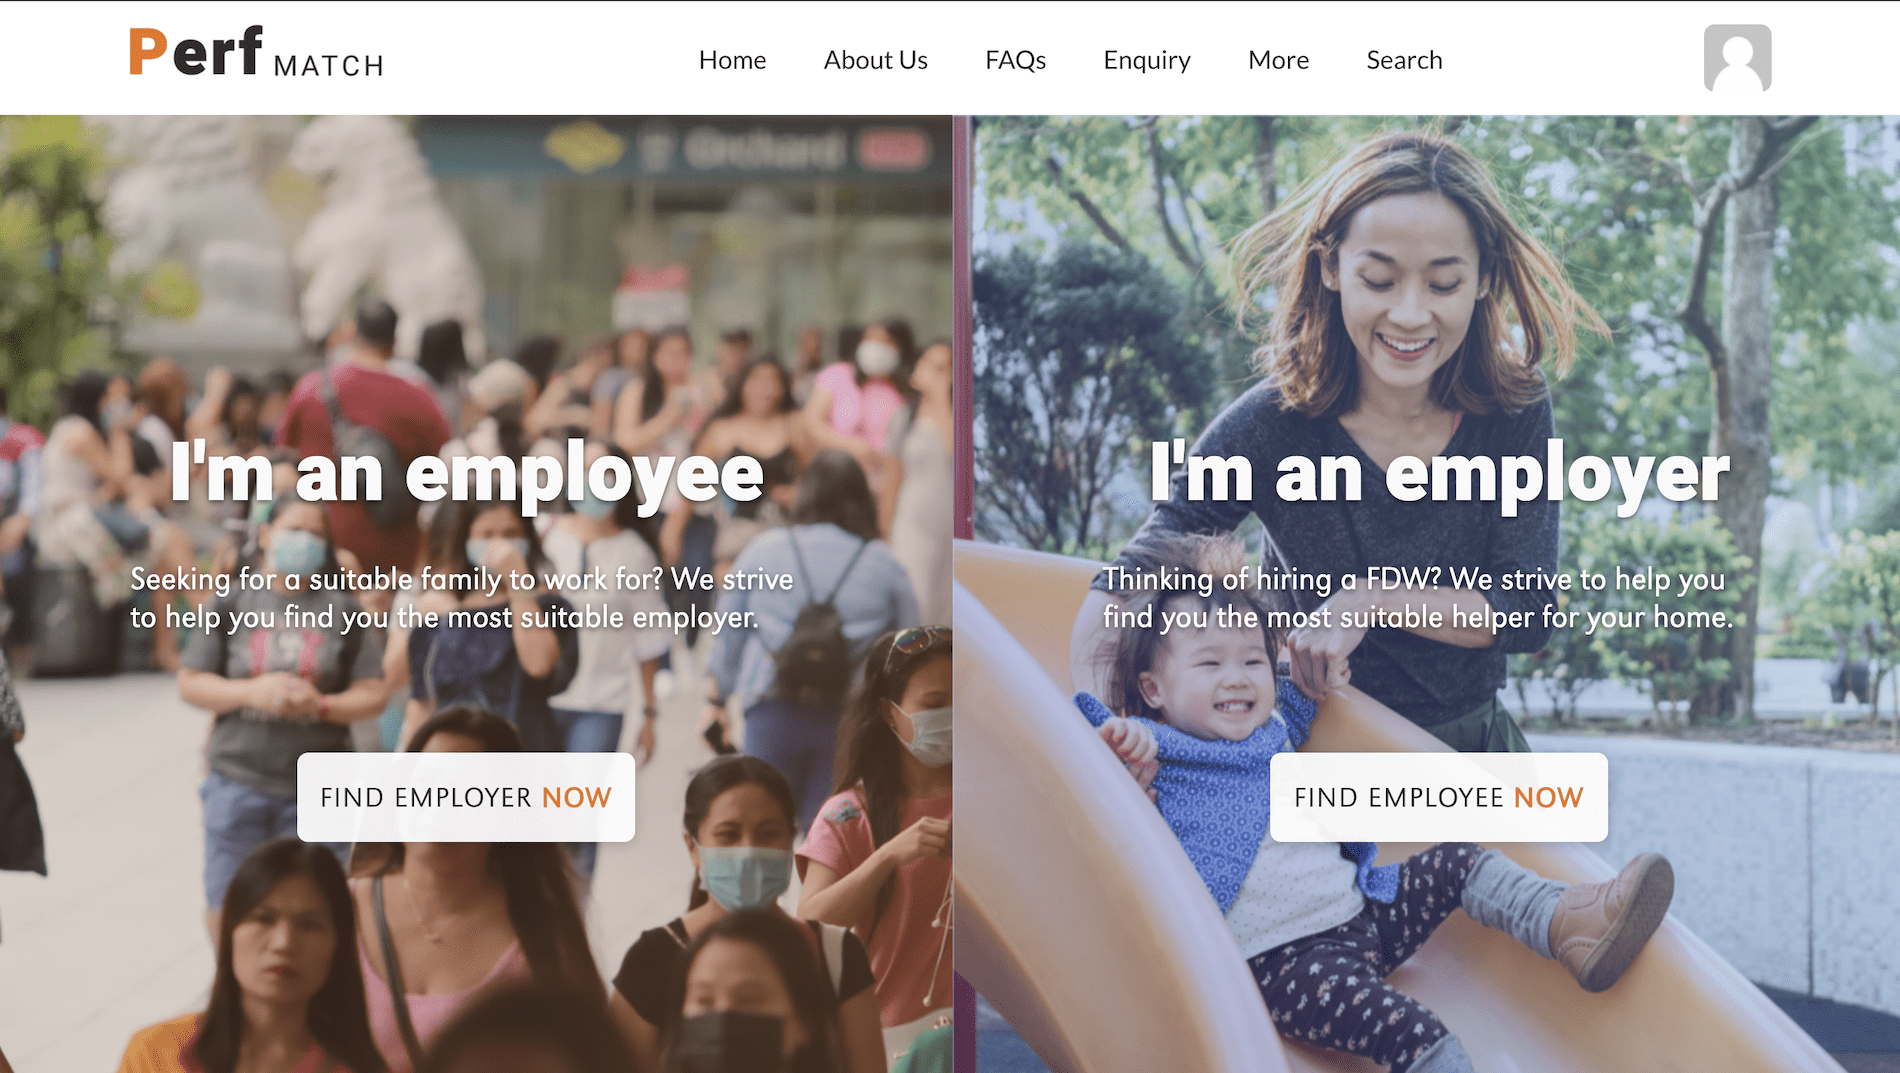 Perf MATCH
Home About Us FAQs Enquiry More Search
Orchard
I'm an employee
Seeking for a suitable family to work for? We strive
to help you find you the most suitable employer.
FIND EMPLOYER NOW
I'm an employer
Thinking of hiring a FDW? We strive to help you
find you the most suitable helper for your home.
FIND EMPLOYEE NOW